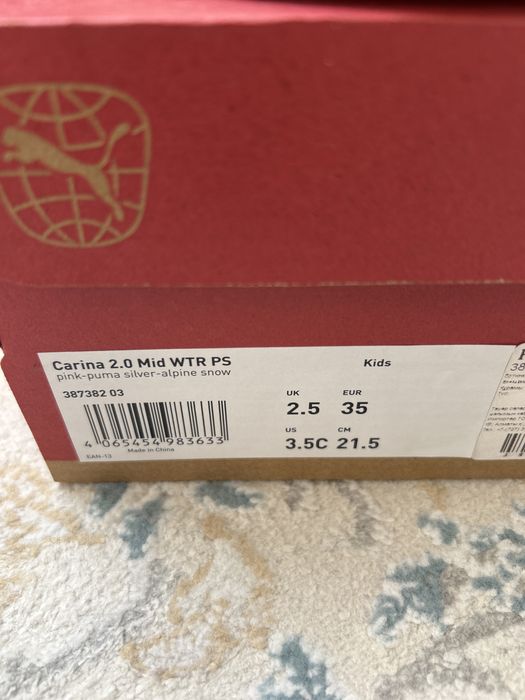 Carina 2.0 Mid WTR PS
pink-puma silver-alpine snow
Kids
387382 03
UK EUR
2.5 35
US CM
3.5C 21.5
4 065454 983633
Made in China
EAN-13
38